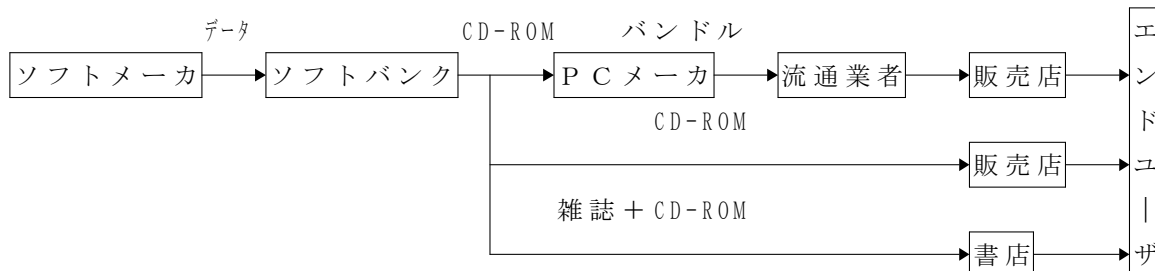 データ
CD-ROM バンドル
ソフトメーカ ソフトバンク PCメーカ 流通業者 販売店
CD-ROM
販売店
雑誌+CD-ROM
書店
エンドユーザ